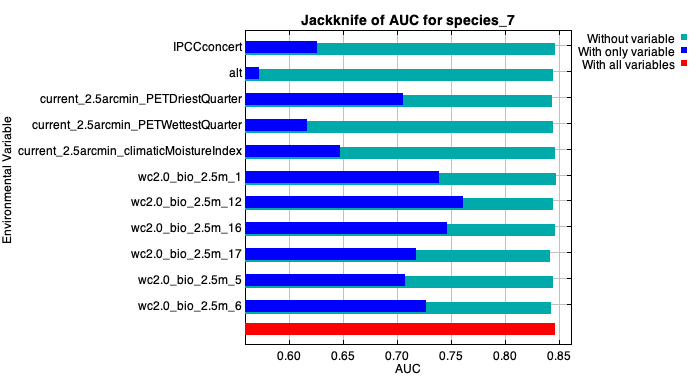 Jackknife of AUC for species_7
Without variable
With only variable
With all variables
Environmental Variable
IPCCconcert
alt
current_2.5arcmin_PETDriestQuarter
current_2.5arcmin_PETWettestQuarter
current_2.5arcmin_climaticMoistureIndex
wc2.0_bio_2.5m_1
wc2.0_bio_2.5m_12
wc2.0_bio_2.5m_16
wc2.0_bio_2.5m_17
wc2.0_bio_2.5m_5
wc2.0_bio_2.5m_6
0.60 0.65 0.70 0.75 0.80 0.85
AUC